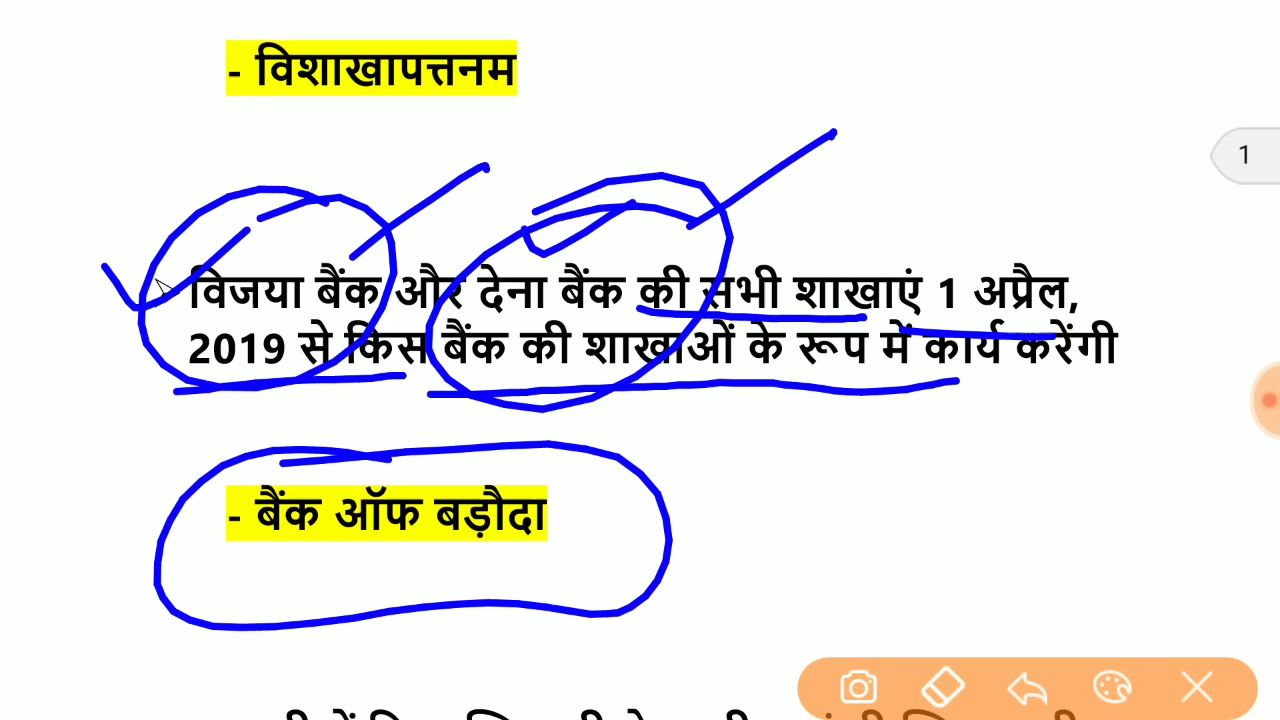 - विशाखापत्तनम
1
विजया बैंक और देना बैंक की सभी शाखाएं 1 अप्रैल,
2019 से किस बैंक की शाखाओं के रूप में कार्य करेंगी
- बैंक ऑफ बड़ौदा